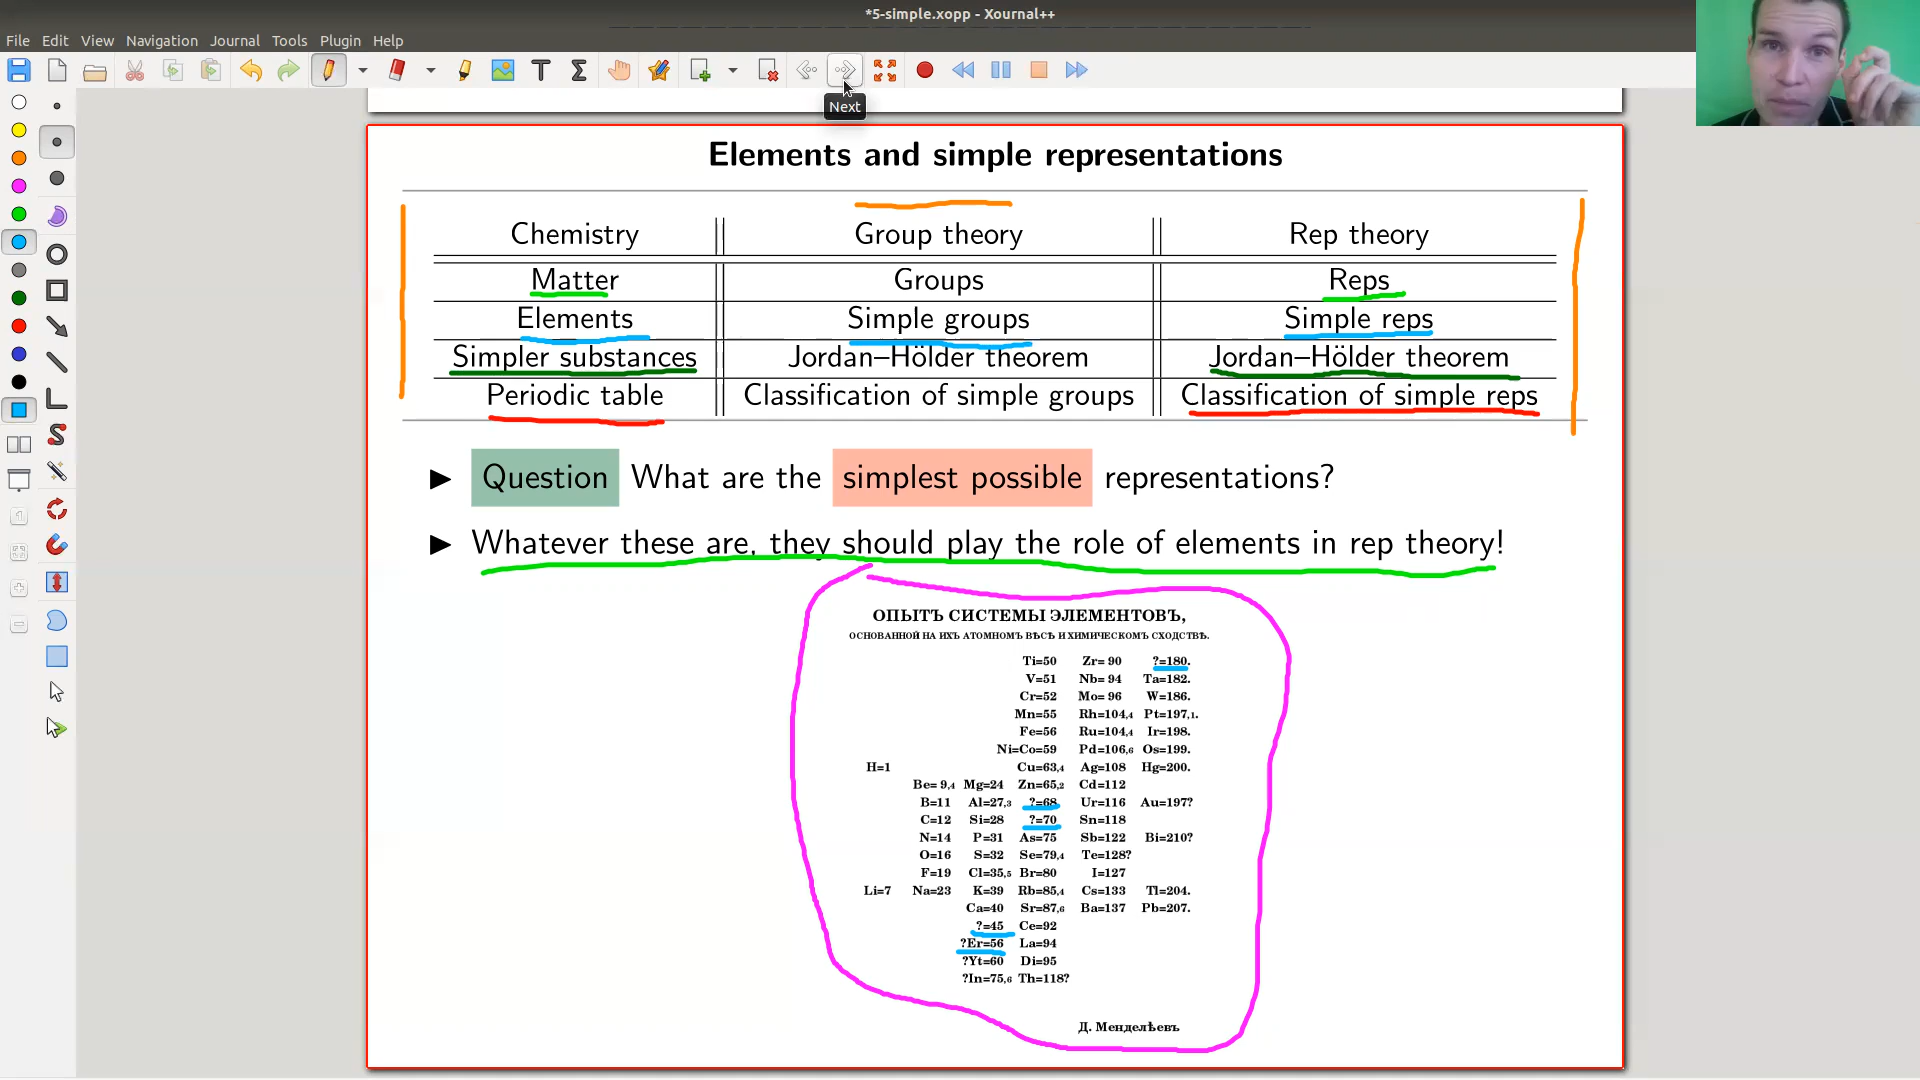 *5-simple.xopp - Xournal++
File Edit View Navigation Journal Tools Plugin Help
Next
Elements and simple representations
Chemistry Group theory Rep theory
Matter Groups Reps
Elements Simple groups Simple reps
Simpler substances Jordan–Hölder theorem Jordan–Hölder theorem
Periodic table Classification of simple groups Classification of simple reps
► Question What are the simplest possible representations?
► Whatever these are, they should play the role of elements in rep theory!
ОПЫТЪ СИСТЕМЫ ЭЛЕМЕНТОВЪ,
ОСНОВАННОЙ НА ИХЪ АТОМНОМЪ ВѢСѢ И ХИМИЧЕСКОМЪ СХОДСТВѢ.
Ti=50 Zr= 90 ?=180.
V=51 Nb= 94 Ta=182.
Cr=52 Mo= 96 W=186.
Mn=55 Rh=104,4 Pt=197,1.
Fe=56 Ru=104,4 Ir=198.
Ni=Co=59 Pd=106,6 Os=199.
H=1 Cu=63,4 Ag=108 Hg=200.
Be= 9,4 Mg=24 Zn=65,2 Cd=112
B=11 Al=27,3 ?=68 Ur=116 Au=197?
C=12 Si=28 ?=70 Sn=118
N=14 P=31 As=75 Sb=122 Bi=210?
O=16 S=32 Se=79,4 Te=128?
F=19 Cl=35,5 Br=80 I=127
Li=7 Na=23 K=39 Rb=85,4 Cs=133 Tl=204.
Ca=40 Sr=87,6 Ba=137 Pb=207.
?=45 Ce=92
?Er=56 La=94
?Yt=60 Di=95
?In=75,6 Th=118?
Д. Менделѣевъ